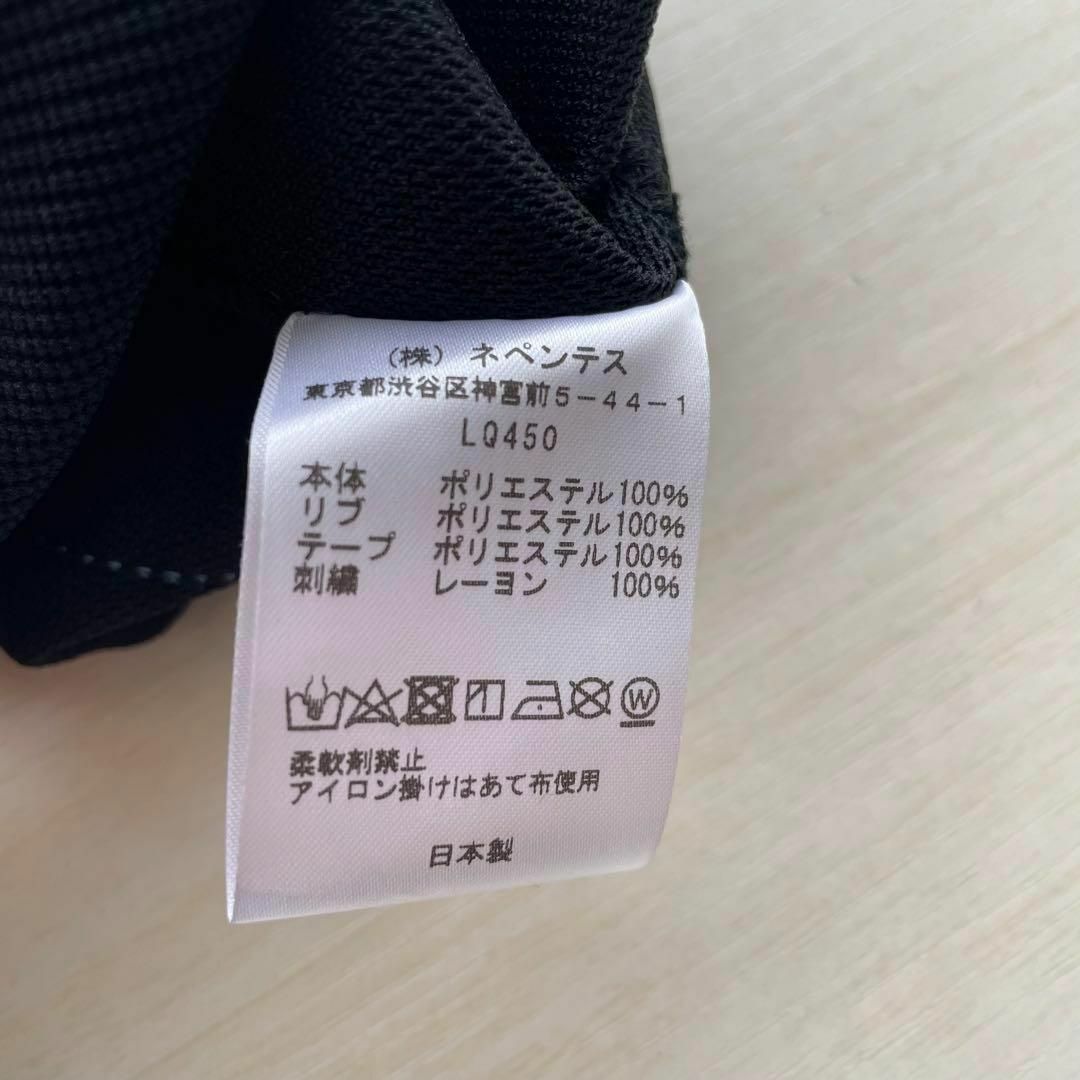 （株）ネペンテス
東京都渋谷区神宮前5－44－1
LQ450
本体 ポリエステル100%
リブ ポリエステル100%
テープ ポリエステル100%
刺繍 レーヨン 100%
W
柔軟剤禁止
アイロン掛けはあて布使用
日本製